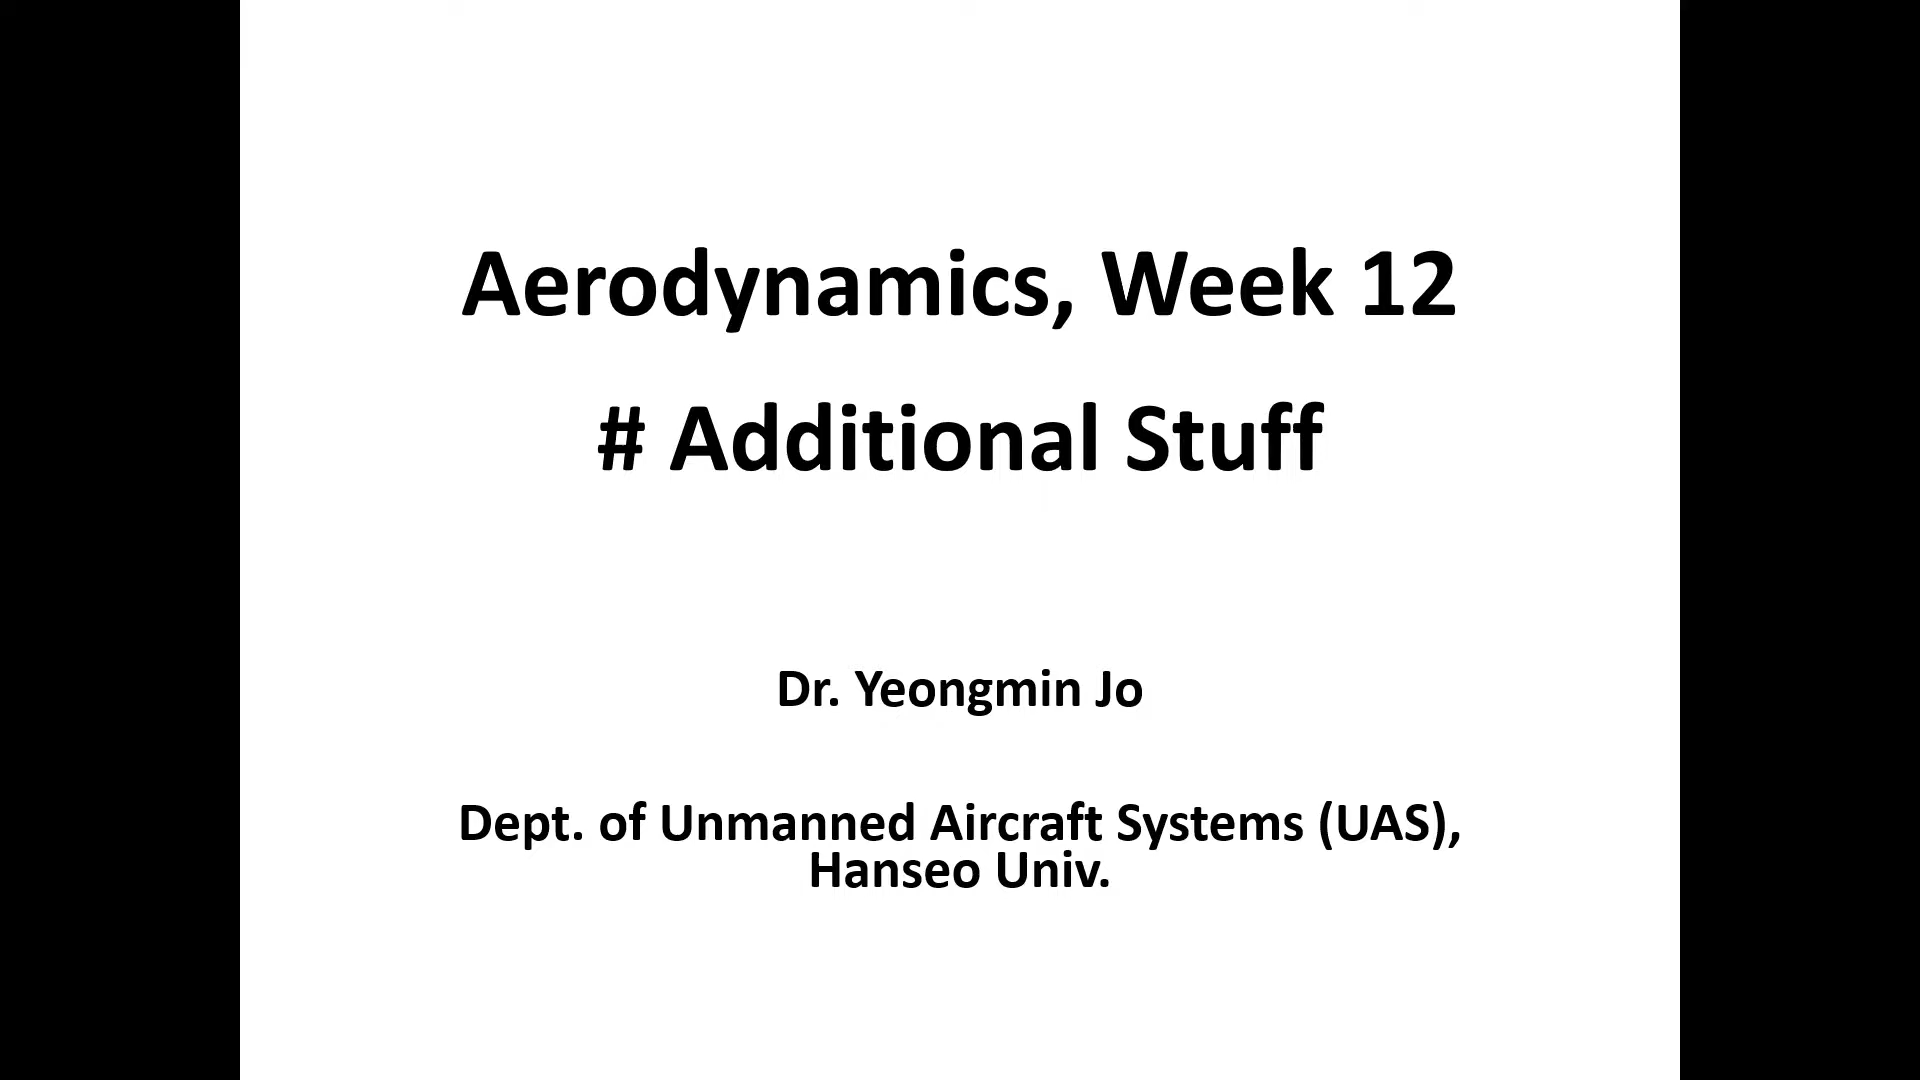 Aerodynamics, Week 12
# Additional Stuff
Dr. Yeongmin Jo
Dept. of Unmanned Aircraft Systems (UAS),
Hanseo Univ.